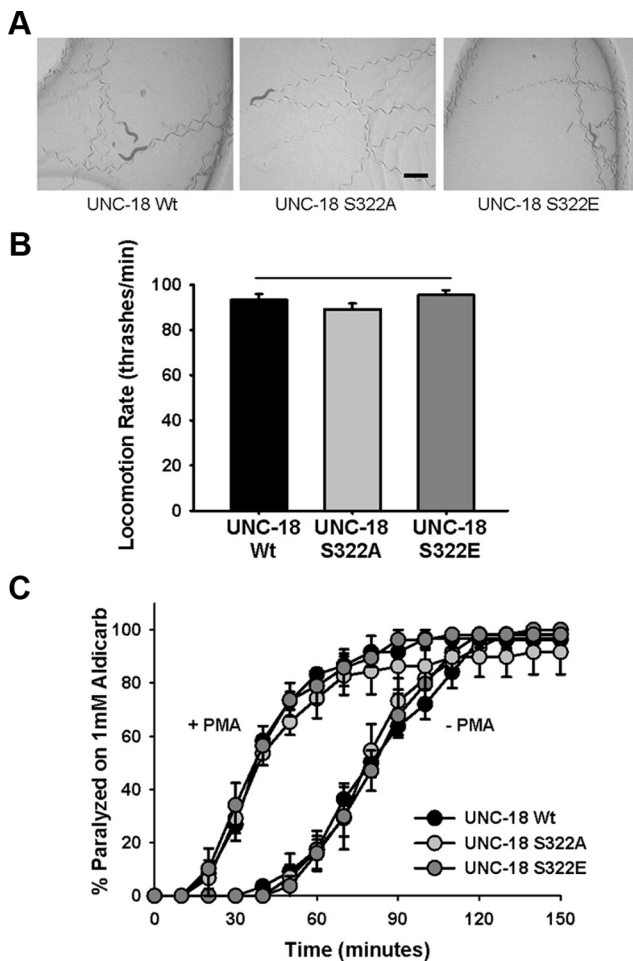 A
UNC-18 Wt
UNC-18 S322A
UNC-18 S322E
B
Locomotion Rate (thrashes/min)
100
80
60
40
20
0
UNC-18 Wt
UNC-18 S322A
UNC-18 S322E
C
% Paralyzed on 1mM Aldicarb
100
80
60
40
20
0
+ PMA
- PMA
UNC-18 Wt
UNC-18 S322A
UNC-18 S322E
0 30 60 90 120 150
Time (minutes)